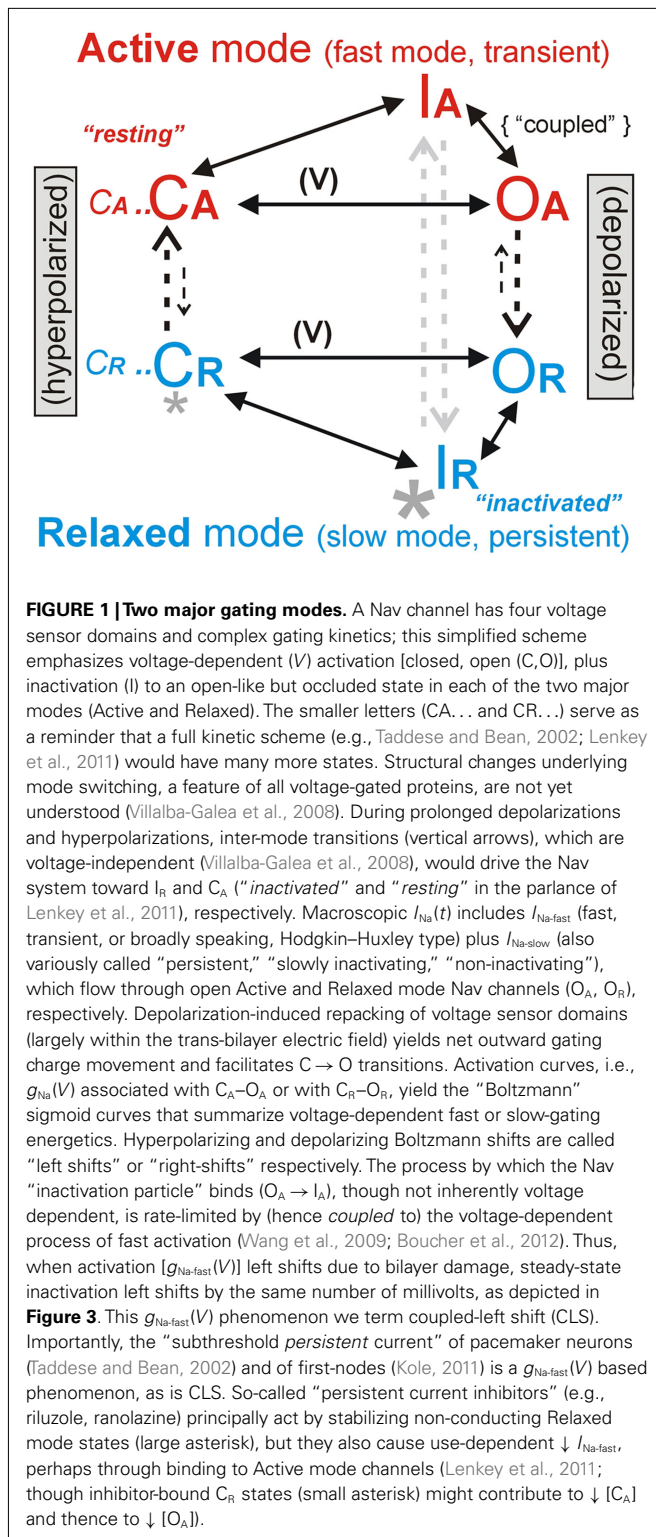 Active mode (fast mode, transient)
IA
{ "coupled" }
"resting"
(V)
(hyperpolarized)
CA ..CA
OA
(depolarized)
(V)
CR ..CR
OR
*
IR
*
"inactivated"
Relaxed mode (slow mode, persistent)
FIGURE 1 | Two major gating modes. A Nav channel has four voltage
sensor domains and complex gating kinetics; this simplified scheme
emphasizes voltage-dependent (V) activation [closed, open (C,O)], plus
inactivation (I) to an open-like but occluded state in each of the two major
modes (Active and Relaxed). The smaller letters (CA... and CR...) serve as
a reminder that a full kinetic scheme (e.g., Taddese and Bean, 2002; Lenkey
et al., 2011) would have many more states. Structural changes underlying
mode switching, a feature of all voltage-gated proteins, are not yet
understood (Villalba-Galea et al., 2008). During prolonged depolarizations
and hyperpolarizations, inter-mode transitions (vertical arrows), which are
voltage-independent (Villalba-Galea et al., 2008), would drive the Nav
system toward IR and CA ("inactivated" and "resting" in the parlance of
Lenkey et al., 2011), respectively. Macroscopic INa(t) includes INa-fast (fast,
transient, or broadly speaking, Hodgkin–Huxley type) plus INa-slow (also
variously called "persistent," "slowly inactivating," "non-inactivating"),
which flow through open Active and Relaxed mode Nav channels (OA, OR),
respectively. Depolarization-induced repacking of voltage sensor domains
(largely within the trans-bilayer electric field) yields net outward gating
charge movement and facilitates C → O transitions. Activation curves, i.e.,
gNa(V) associated with CA–OA or with CR–OR, yield the "Boltzmann"
sigmoid curves that summarize voltage-dependent fast or slow-gating
energetics. Hyperpolarizing and depolarizing Boltzmann shifts are called
"left shifts" or "right-shifts" respectively. The process by which the Nav
"inactivation particle" binds (OA → IA), though not inherently voltage
dependent, is rate-limited by (hence coupled to) the voltage-dependent
process of fast activation (Wang et al., 2009; Boucher et al., 2012). Thus,
when activation [gNa-fast(V)] left shifts due to bilayer damage, steady-state
inactivation left shifts by the same number of millivolts, as depicted in
Figure 3. This gNa-fast(V) phenomenon we term coupled-left shift (CLS).
Importantly, the "subthreshold persistent current" of pacemaker neurons
(Taddese and Bean, 2002) and of first-nodes (Kole, 2011) is a gNa-fast(V) based
phenomenon, as is CLS. So-called "persistent current inhibitors" (e.g.,
riluzole, ranolazine) principally act by stabilizing non-conducting Relaxed
mode states (large asterisk), but they also cause use-dependent ↓ INa-fast,
perhaps through binding to Active mode channels (Lenkey et al., 2011;
though inhibitor-bound CR states (small asterisk) might contribute to ↓ [CA]
and thence to ↓ [OA]).